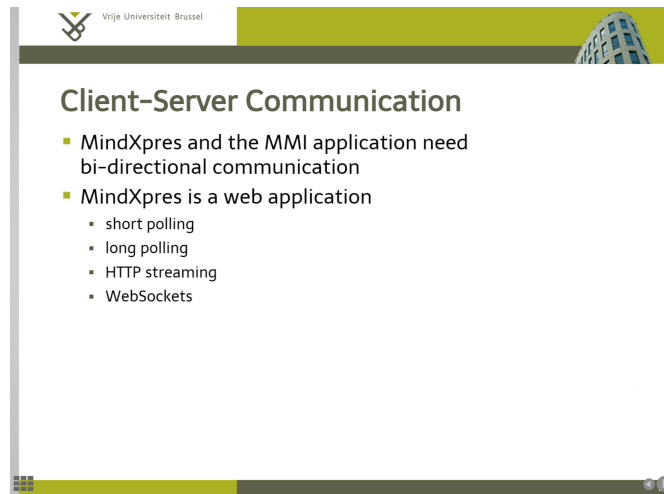 Vrije Universiteit Brussel
Client-Server Communication
MindXpres and the MMI application need
bi-directional communication
MindXpres is a web application
short polling
long polling
HTTP streaming
WebSockets